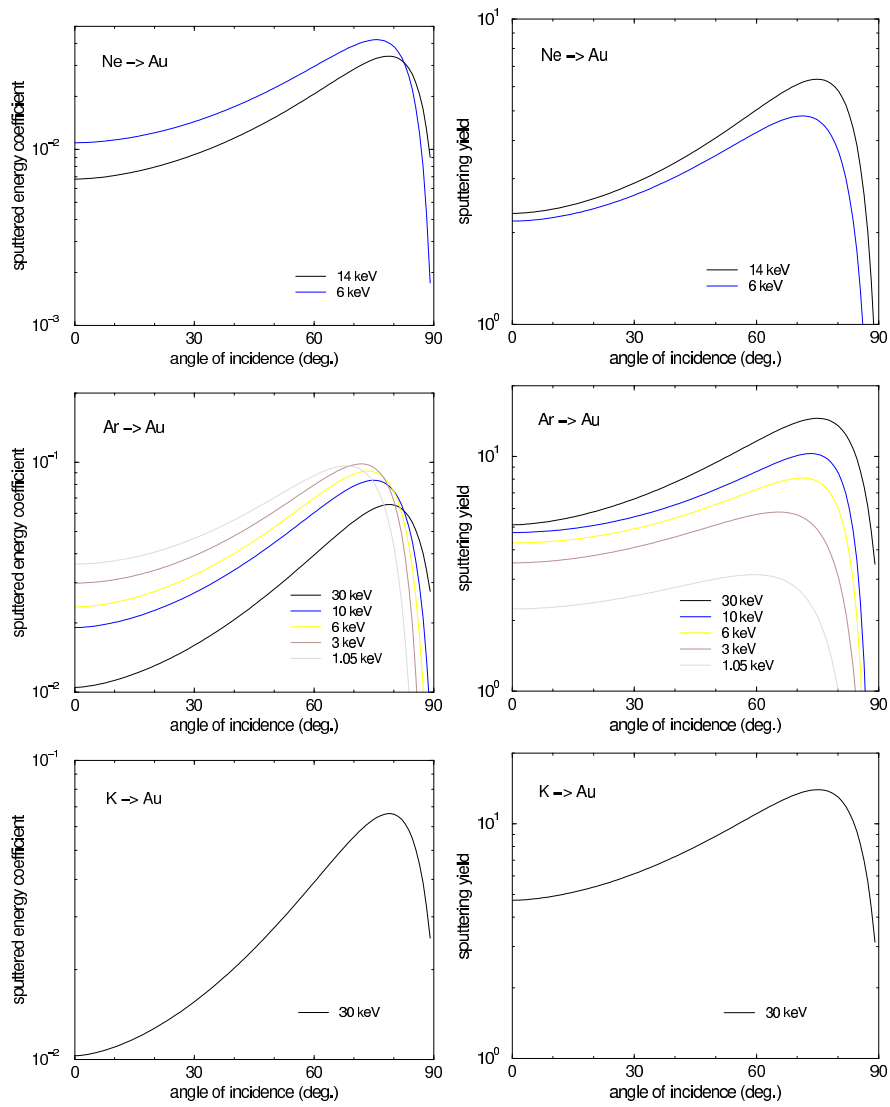 Ne -> Au
sputtered energy coefficient
10−2
10−3
14 keV
6 keV
0 30 60 90
angle of incidence (deg.)
Ne -> Au
sputtering yield
10^1
10^0
14 keV
6 keV
0 30 60 90
angle of incidence (deg.)
Ar -> Au
sputtered energy coefficient
10−1
10−2
30 keV
10 keV
6 keV
3 keV
1.05 keV
0 30 60 90
angle of incidence (deg.)
Ar -> Au
sputtering yield
10^1
10^0
30 keV
10 keV
6 keV
3 keV
1.05 keV
0 30 60 90
angle of incidence (deg.)
K -> Au
sputtered energy coefficient
10−1
10−2
30 keV
0 30 60 90
angle of incidence (deg.)
K -> Au
sputtering yield
10^1
10^0
30 keV
0 30 60 90
angle of incidence (deg.)